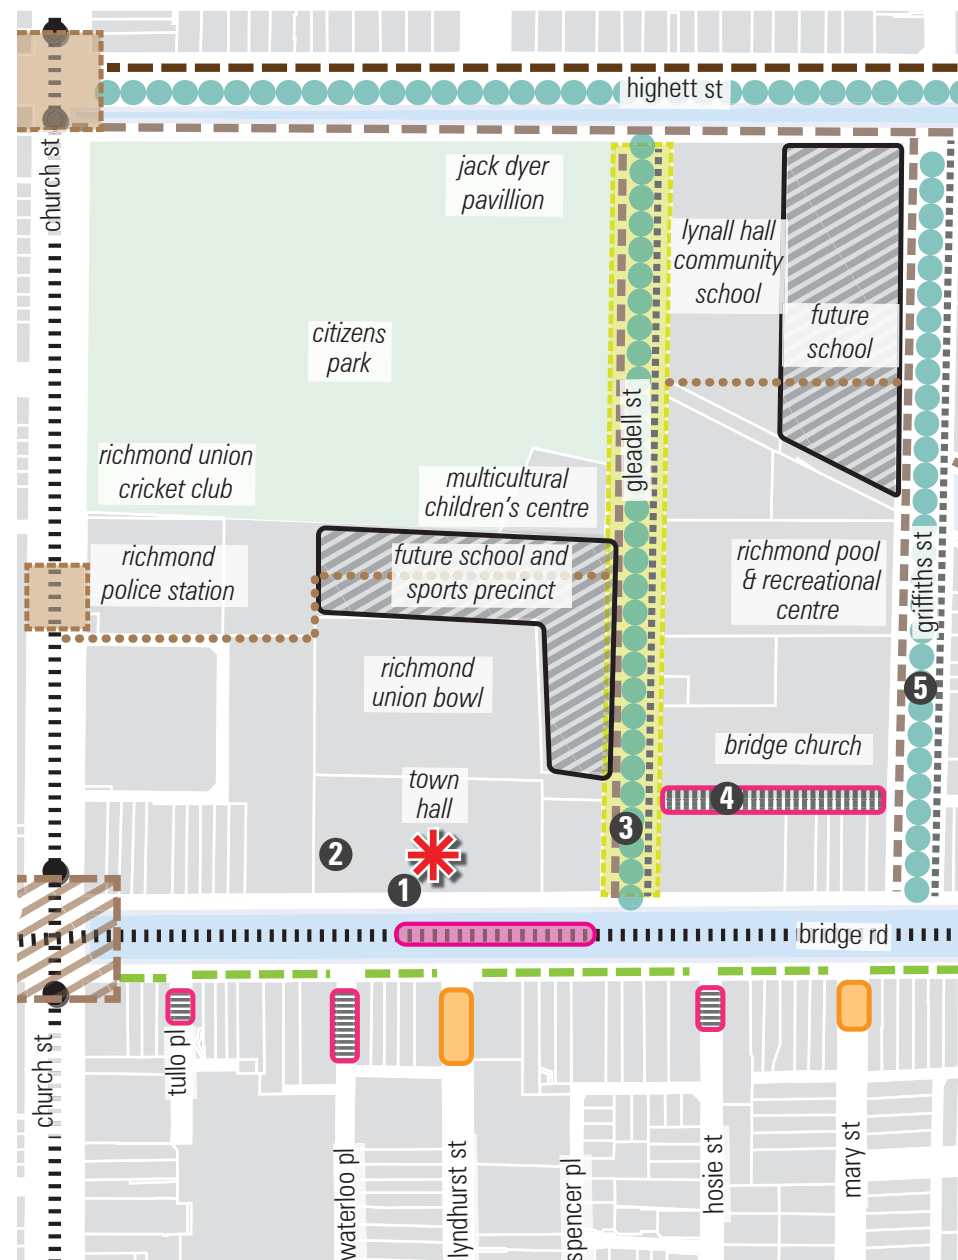 highett st
church st
jack dyer
pavillion
lynall hall
community
school
future
school
citizens
park
gleadell st
richmond union
cricket club
multicultural
children's centre
richmond
police station
future school and
sports precinct
richmond pool
& recreational
centre
griffiths st
richmond
union bowl
5
bridge church
town
hall
4
3
2
1
bridge rd
church st
tullo pl
waterloo pl
lyndhurst st
spencer pl
hosie st
mary st